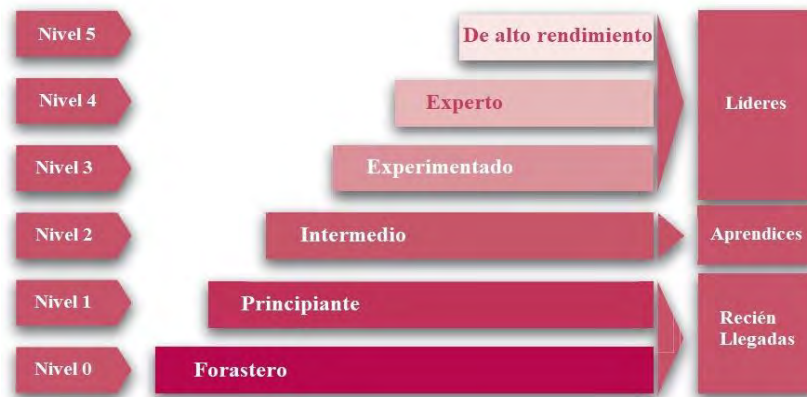 Nivel 5
De alto rendimiento
Nivel 4
Experto
Líderes
Nivel 3
Experimentado
Nivel 2
Intermedio
Aprendices
Nivel 1
Principiante
Recién
Llegadas
Nivel 0
Forastero